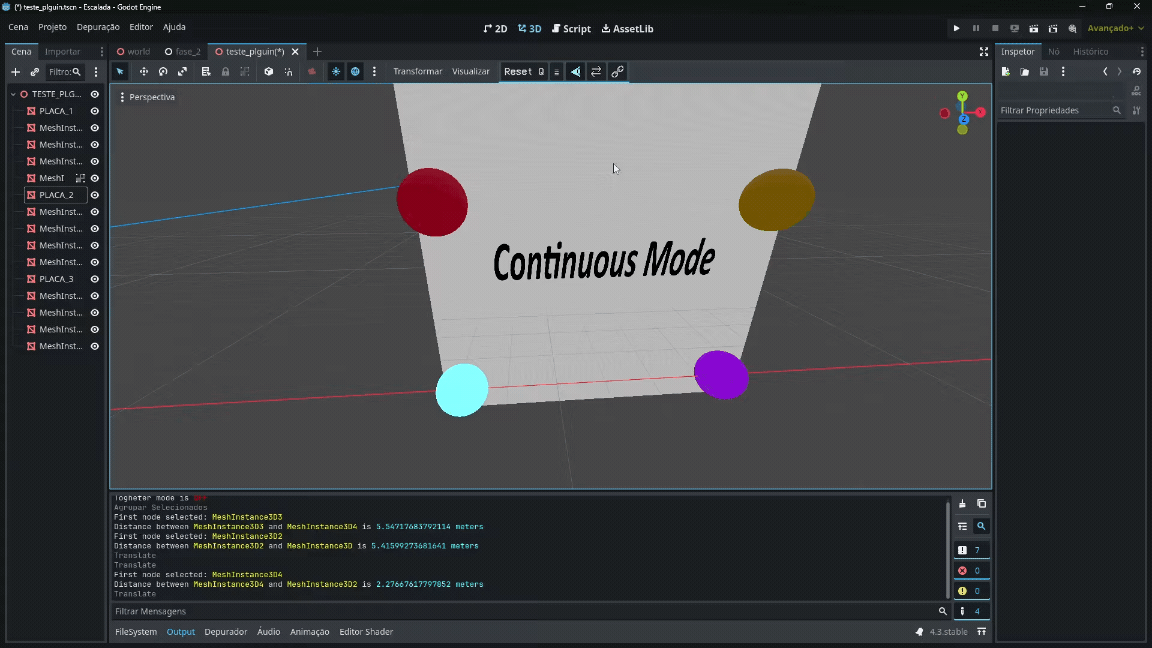 (*) teste_plguin.tscn - Escalada - Godot Engine
Cena Projeto Depuração Editor Ajuda
2D 3D Script AssetLib
Avançado+
Cena Importar
world fase_2 teste_plguin(*)
Inspetor Nó Histórico
Filtro:
Transformar Visualizar Reset
TESTE_PLG...
PLACA_1
MeshInst...
MeshInst...
MeshInst...
MeshI
PLACA_2
MeshInst...
MeshInst...
MeshInst...
MeshInst...
PLACA_3
MeshInst...
MeshInst...
MeshInst...
MeshInst...
Perspectiva
Y
X
Z
Filtrar Propriedades
Continuous Mode
Togheter mode is OFF
Agrupar Selecionados
First node selected: MeshInstance3D3
Distance between MeshInstance3D3 and MeshInstance3D4 is 5.54717683792114 meters
First node selected: MeshInstance3D2
Distance between MeshInstance3D2 and MeshInstance3D is 5.41599273681641 meters
Translate
Translate
First node selected: MeshInstance3D4
Distance between MeshInstance3D4 and MeshInstance3D2 is 2.27667617797852 meters
Translate
7
0
0
4
Filtrar Mensagens
FileSystem Output Depurador Áudio Animação Editor Shader
4.3.stable